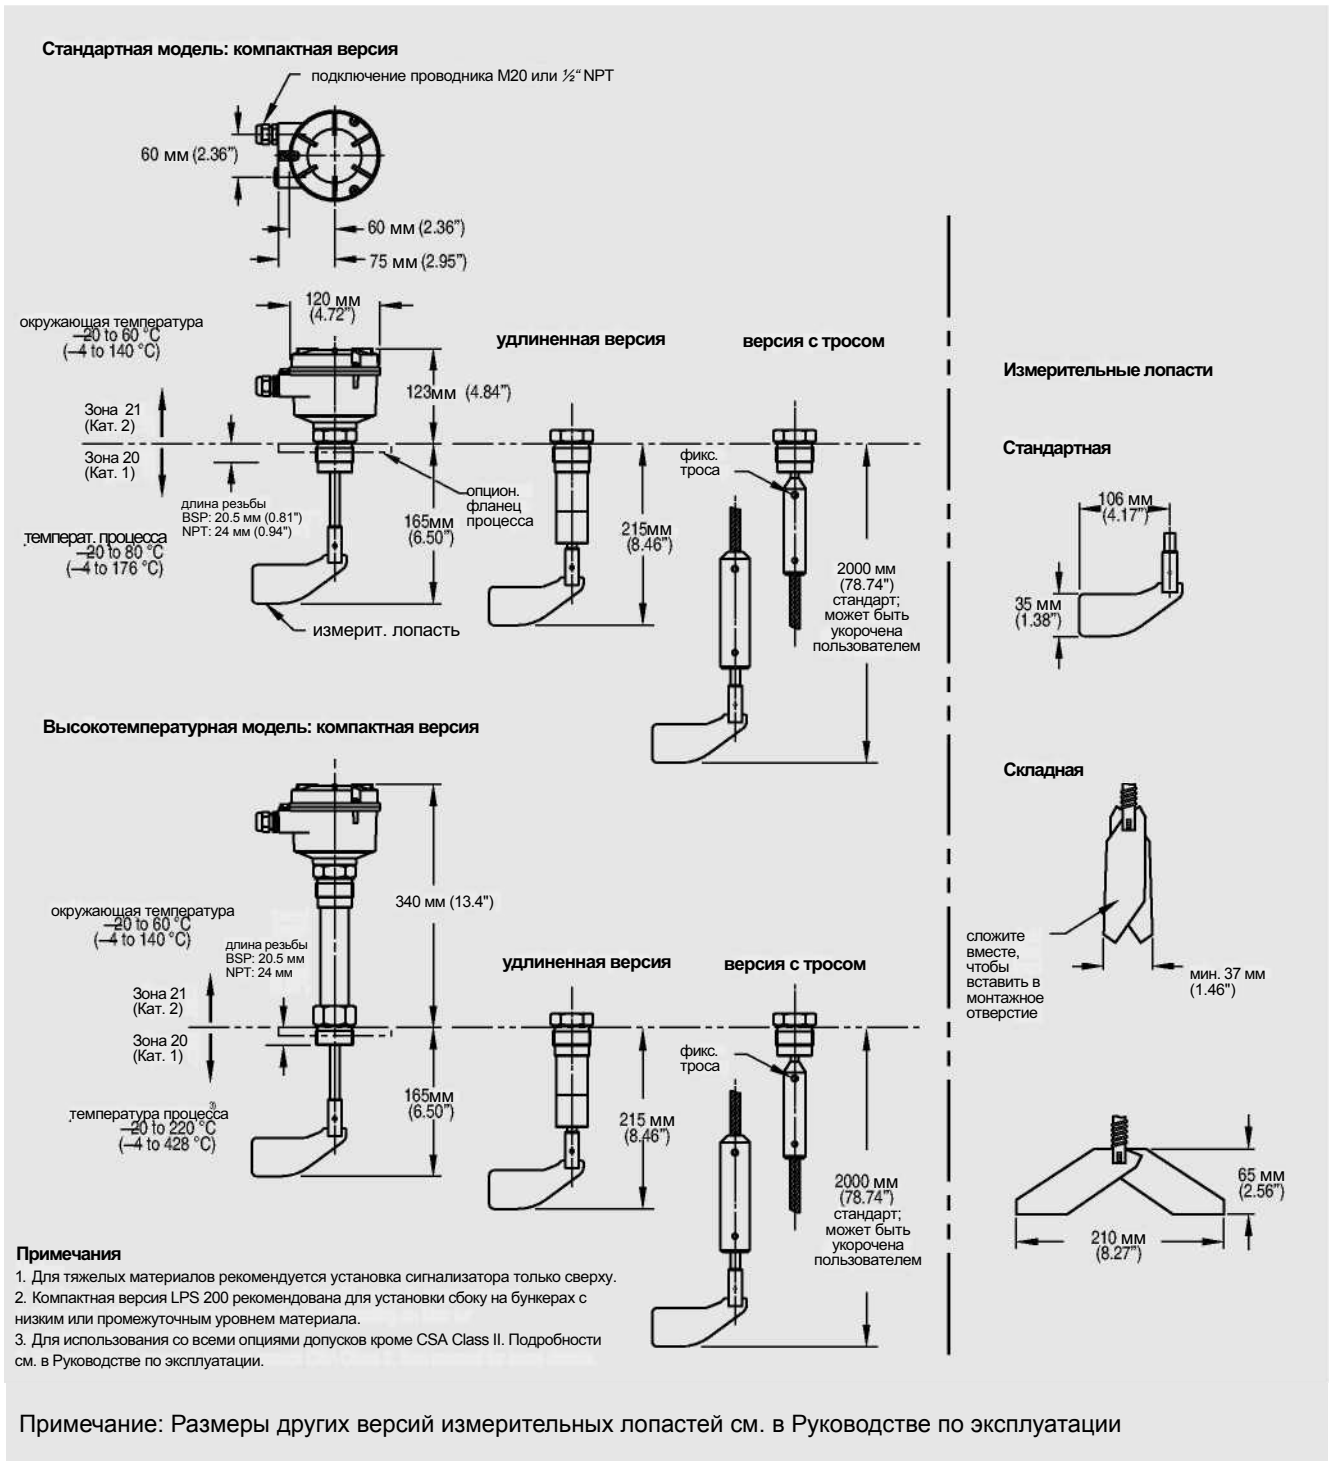 Стандартная модель: компактная версия
подключение проводника M20 или ½“ NPT
60 мм (2.36”)
60 мм (2.36”)
75 мм (2.95”)
120 мм
(4.72”)
окружающая температура
–20 to 60 °C
(–4 to 140 °C)
123мм (4.84”)
Зона 21
(Кат. 2)
Зона 20
(Кат. 1)
длина резьбы
BSP: 20.5 мм (0.81")
NPT: 24 мм (0.94")
опцион.
фланец
процесса
165мм
(6.50”)
температ. процесса
–20 to 80 °C
(–4 to 176 °C)
измерит. лопасть
удлиненная версия
215мм
(8.46”)
версия с тросом
фикс.
троса
2000 мм
(78.74")
стандарт;
может быть
укорочена
пользователем
Измерительные лопасти
Стандартная
106 мм
(4.17”)
35 мм
(1.38”)
Складная
сложите
вместе,
чтобы
вставить в
монтажное
отверстие
мин. 37 мм
(1.46")
65 мм
(2.56”)
210 мм
(8.27”)
Высокотемпературная модель: компактная версия
340 мм (13.4")
окружающая температура
–20 to 60 °C
(–4 to 140 °C)
длина резьбы
BSP: 20.5 мм
NPT: 24 мм
Зона 21
(Кат. 2)
Зона 20
(Кат. 1)
165мм
(6.50”)
температура процесса 3)
–20 to 220 °C
(–4 to 428 °C)
удлиненная версия
215 мм
(8.46”)
версия с тросом
фикс.
троса
2000 мм
(78.74”)
стандарт;
может быть
укорочена
пользователем
Примечания
1. Для тяжелых материалов рекомендуется установка сигнализатора только сверху.
2. Компактная версия LPS 200 рекомендована для установки сбоку на бункерах с
низким или промежуточным уровнем материала.
3. Для использования со всеми опциями допусков кроме CSA Class II. Подробности
см. в Руководстве по эксплуатации.
Примечание: Размеры других версий измерительных лопастей см. в Руководстве по эксплуатации